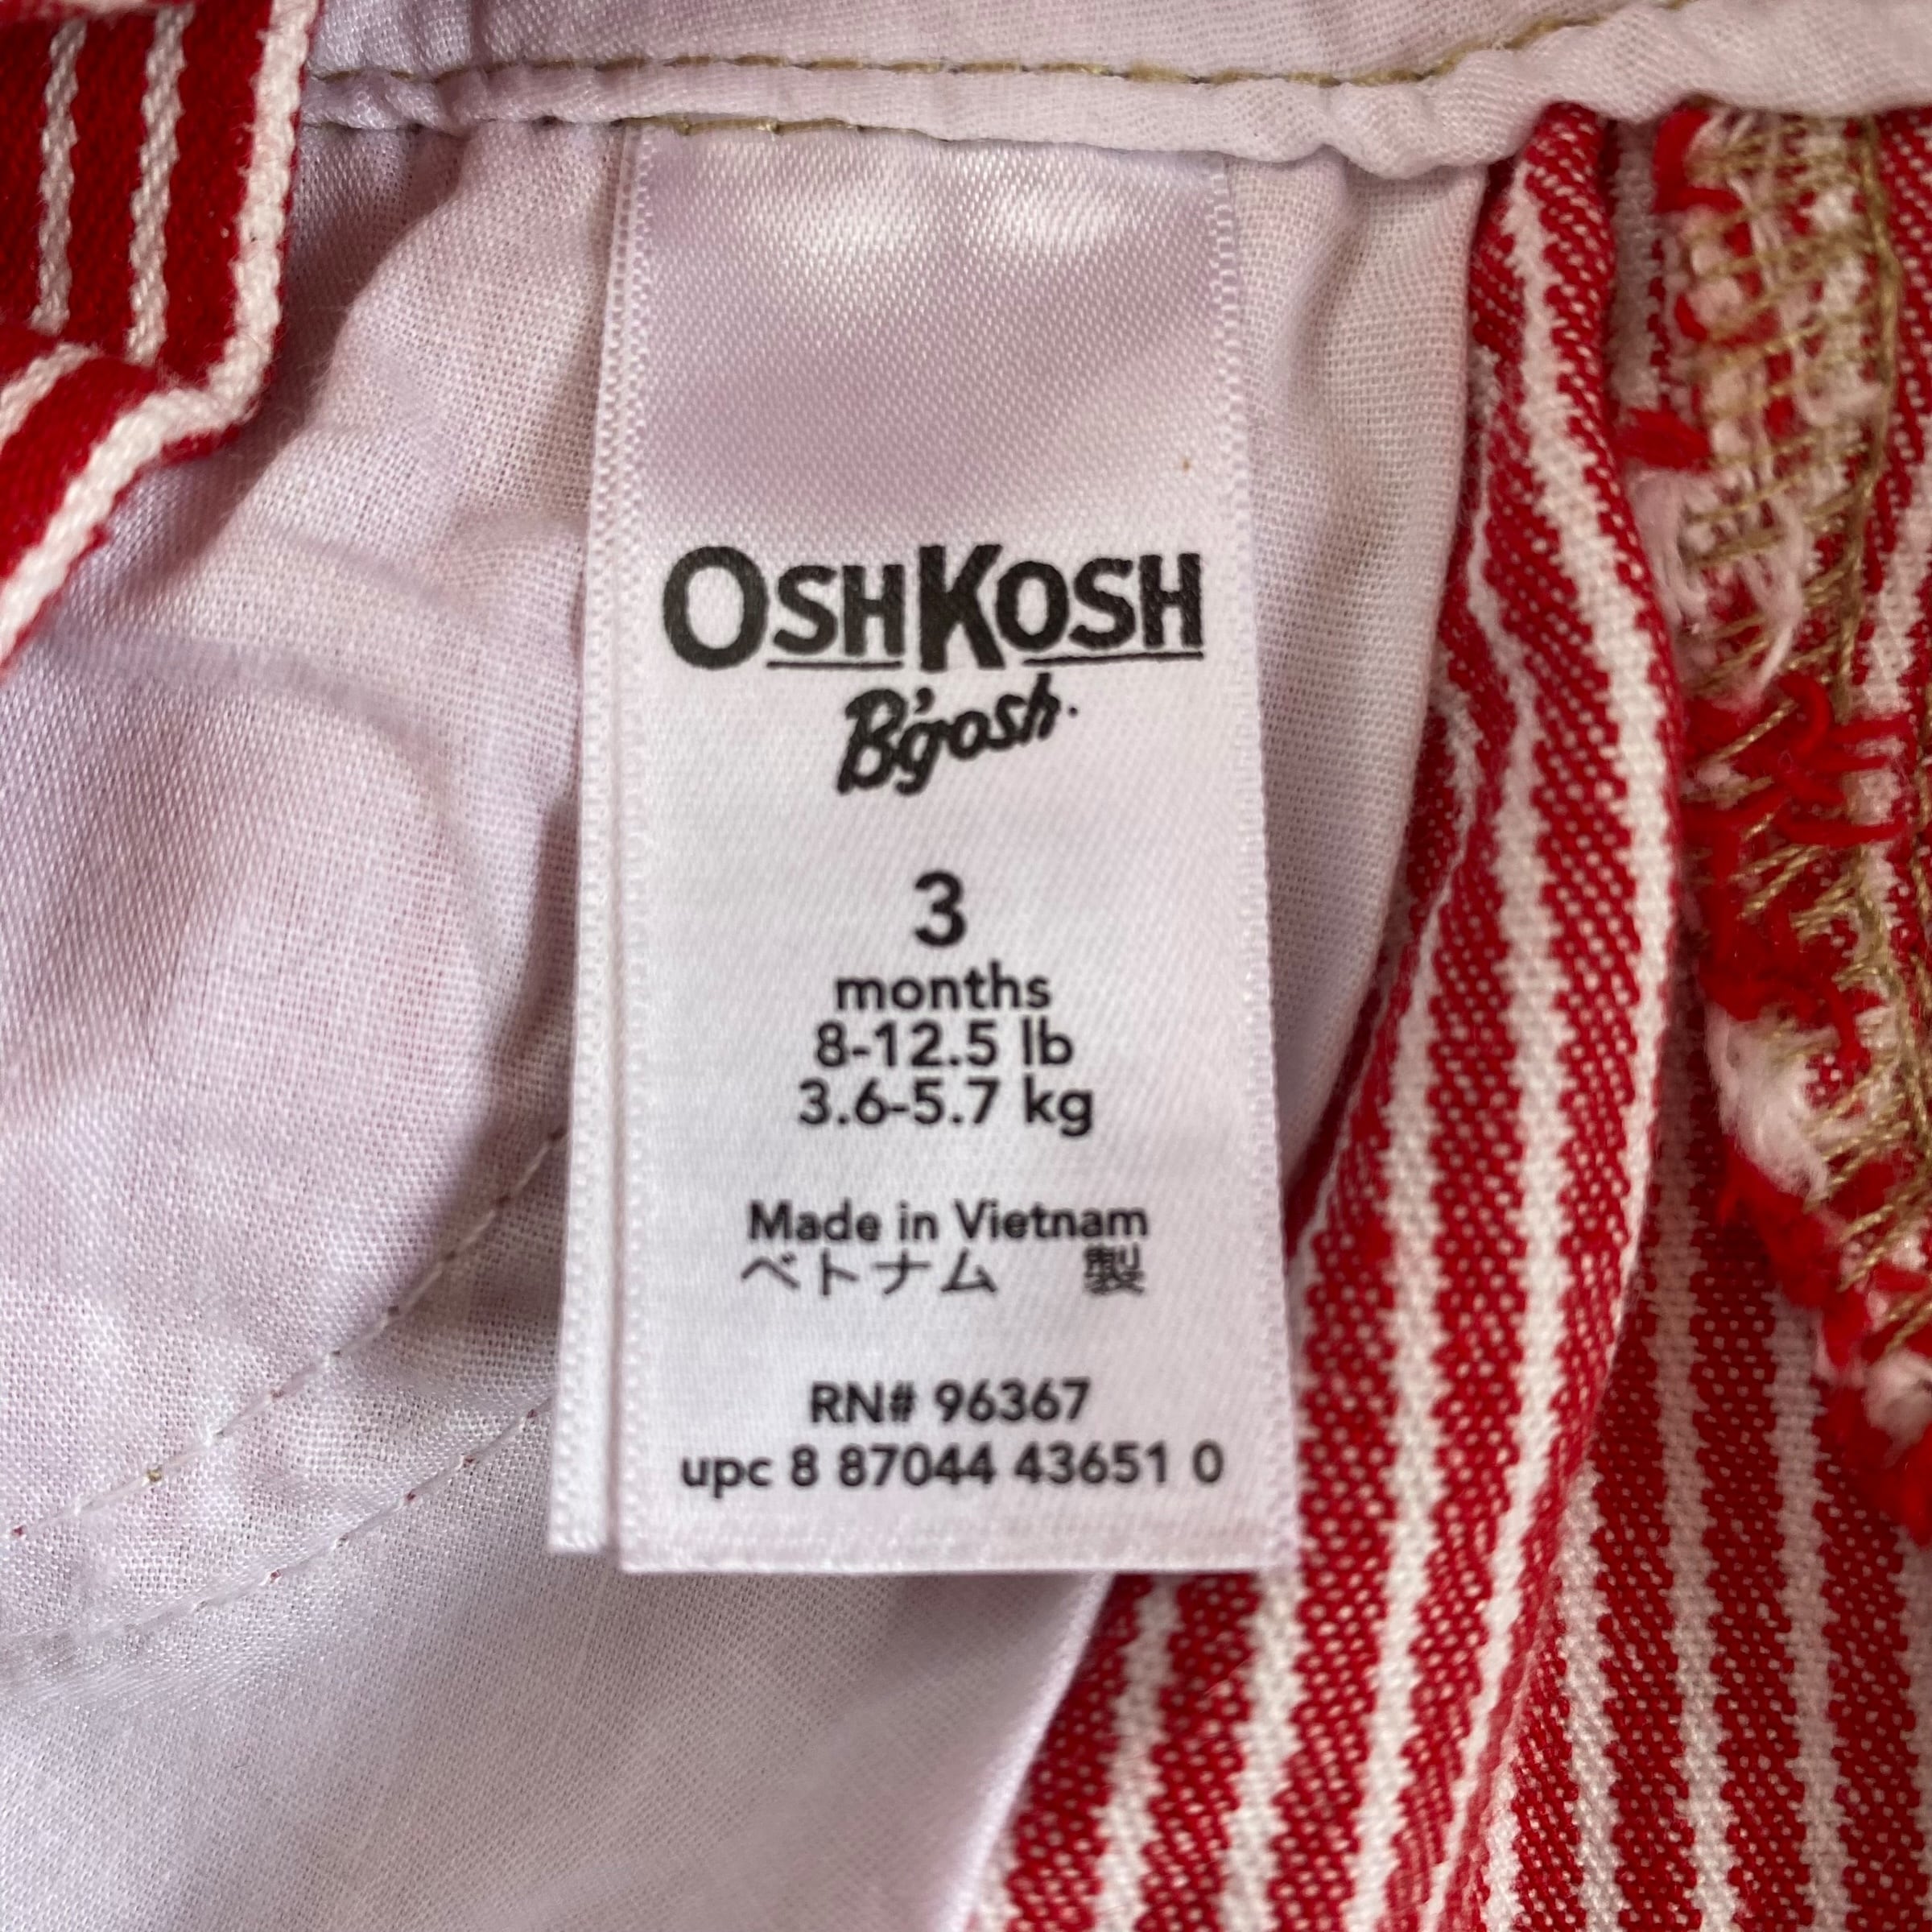 OSHKOSH
B'gosh.
3
months
8-12.5 lb
3.6-5.7 kg
Made in Vietnam
ベトナム 製
RN# 96367
upc 8 87044 43651 0